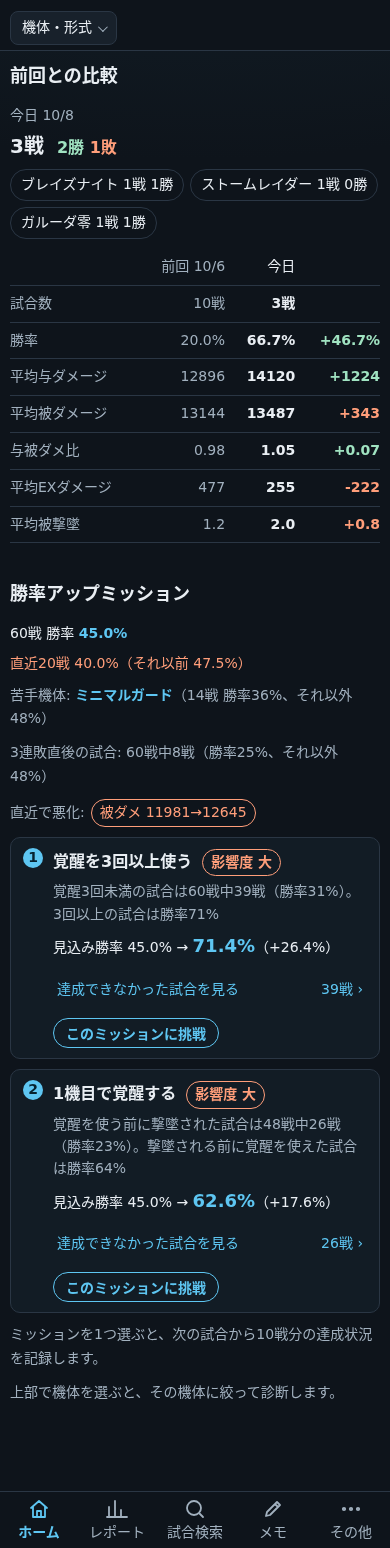 機体・形式
前回との比較
今日 10/8
3戦 2勝 1敗
ブレイズナイト 1戦 1勝 ストームレイダー 1戦 0勝
ガルーダ零 1戦 1勝
前回 10/6 今日
試合数 10戦 3戦
勝率 20.0% 66.7% +46.7%
平均与ダメージ 12896 14120 +1224
平均被ダメージ 13144 13487 +343
与被ダメ比 0.98 1.05 +0.07
平均EXダメージ 477 255 -222
平均被撃墜 1.2 2.0 +0.8
勝率アップミッション
60戦 勝率 45.0%
直近20戦 40.0%（それ以前 47.5%）
苦手機体: ミニマルガード（14戦 勝率36%、それ以外
48%）
3連敗直後の試合: 60戦中8戦（勝率25%、それ以外
48%）
直近で悪化: 被ダメ 11981→12645
1 覚醒を3回以上使う 影響度 大
覚醒3回未満の試合は60戦中39戦（勝率31%）。
3回以上の試合は勝率71%
見込み勝率 45.0% → 71.4%（+26.4%）
達成できなかった試合を見る 39戦 ›
このミッションに挑戦
2 1機目で覚醒する 影響度 大
覚醒を使う前に撃墜された試合は48戦中26戦
（勝率23%）。撃墜される前に覚醒を使えた試合
は勝率64%
見込み勝率 45.0% → 62.6%（+17.6%）
達成できなかった試合を見る 26戦 ›
このミッションに挑戦
ミッションを1つ選ぶと、次の試合から10戦分の達成状況
を記録します。
上部で機体を選ぶと、その機体に絞って診断します。
ホーム レポート 試合検索 メモ その他